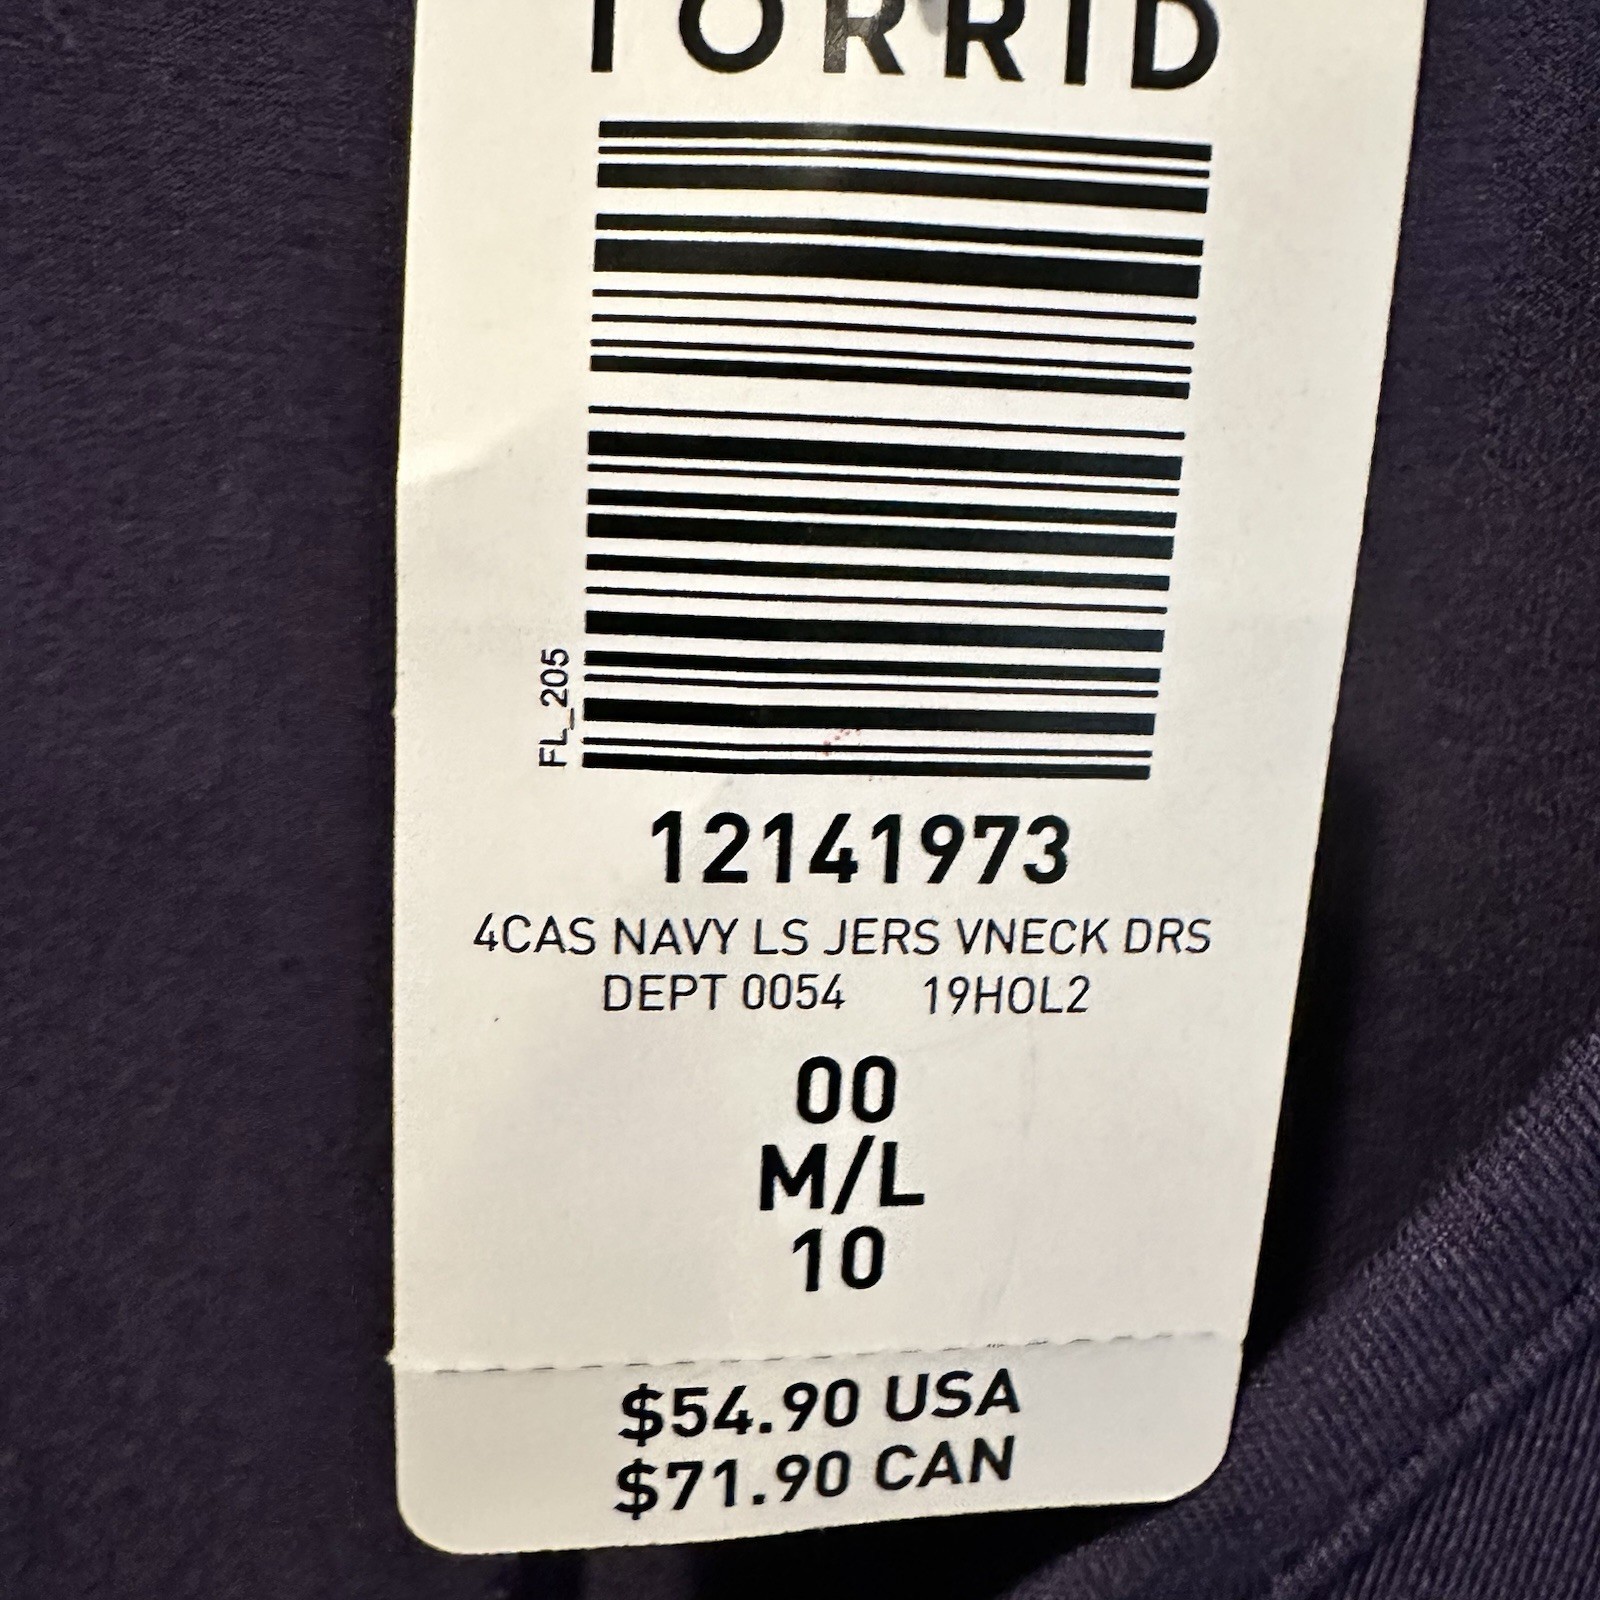 TORRID
FL_205
12141973
4CAS NAVY LS JERS VNECK DRS
DEPT 0054 19HOL2
00
M/L
10
$54.90 USA
$71.90 CAN